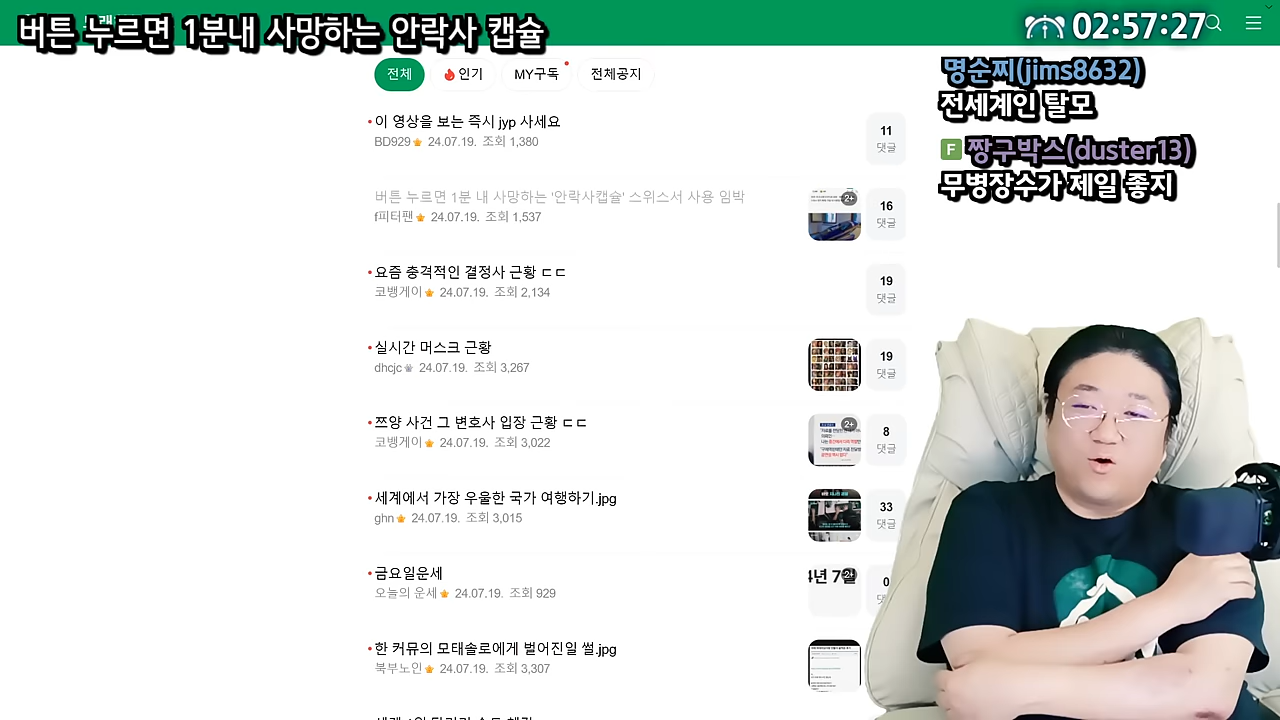 버튼 누르면 1분내 사망하는 안락사 캡슐
02:57:27
명순찌(jims8632)
전세계인 탈모
F 짱구박스(duster13)
무병장수가 제일 좋지
전체
인기
MY구독
전체공지
이 영상을 보는 즉시 jyp 사세요
BD929 24.07.19. 조회 1,380
11
댓글
버튼 누르면 1분 내 사망하는 '안락사캡슐' 스위스서 사용 임박
f피터팬 24.07.19. 조회 1,537
2+
16
댓글
요즘 충격적인 결정사 근황 ㄷㄷ
코뱅게이 24.07.19. 조회 2,134
19
댓글
실시간 머스크 근황
dhcjc 24.07.19. 조회 3,267
19
댓글
쯔양 사건 그 변호사 입장 근황 ㄷㄷ
코빙게이 24.07.19. 조회 3,022
2+
8
댓글
세계에서 가장 우울한 국가 여행하기.jpg
ghn 24.07.19. 조회 3,015
33
댓글
금요일운세
오늘의 운세 24.07.19. 조회 929
4년 7월
2+
0
한 커뮤의 모태솔로에게 벌어진일 썰.jpg
북부노인 24.07.19. 조회 3,307